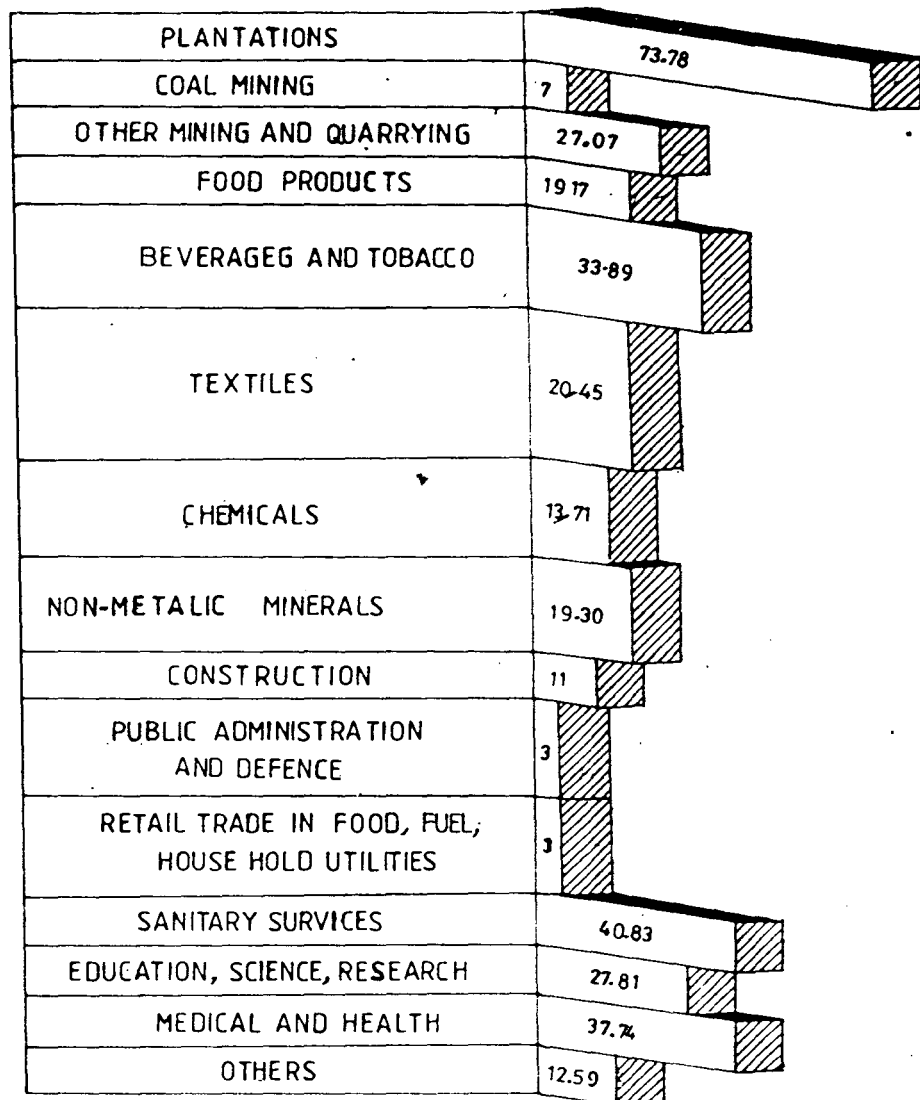 PLANTATIONS 73.78
COAL MINING 7
OTHER MINING AND QUARRYING 27.07
FOOD PRODUCTS 19 17
BEVERAGEG AND TOBACCO 33.89
TEXTILES 20.45
CHEMICALS 13.71
NON-METALIC MINERALS 19.30
CONSTRUCTION 11
PUBLIC ADMINISTRATION
AND DEFENCE 3
RETAIL TRADE IN FOOD, FUEL,
HOUSE HOLD UTILITIES 3
SANITARY SURVICES 40.83
EDUCATION, SCIENCE, RESEARCH 27.81
MEDICAL AND HEALTH 37.74
OTHERS 12.59